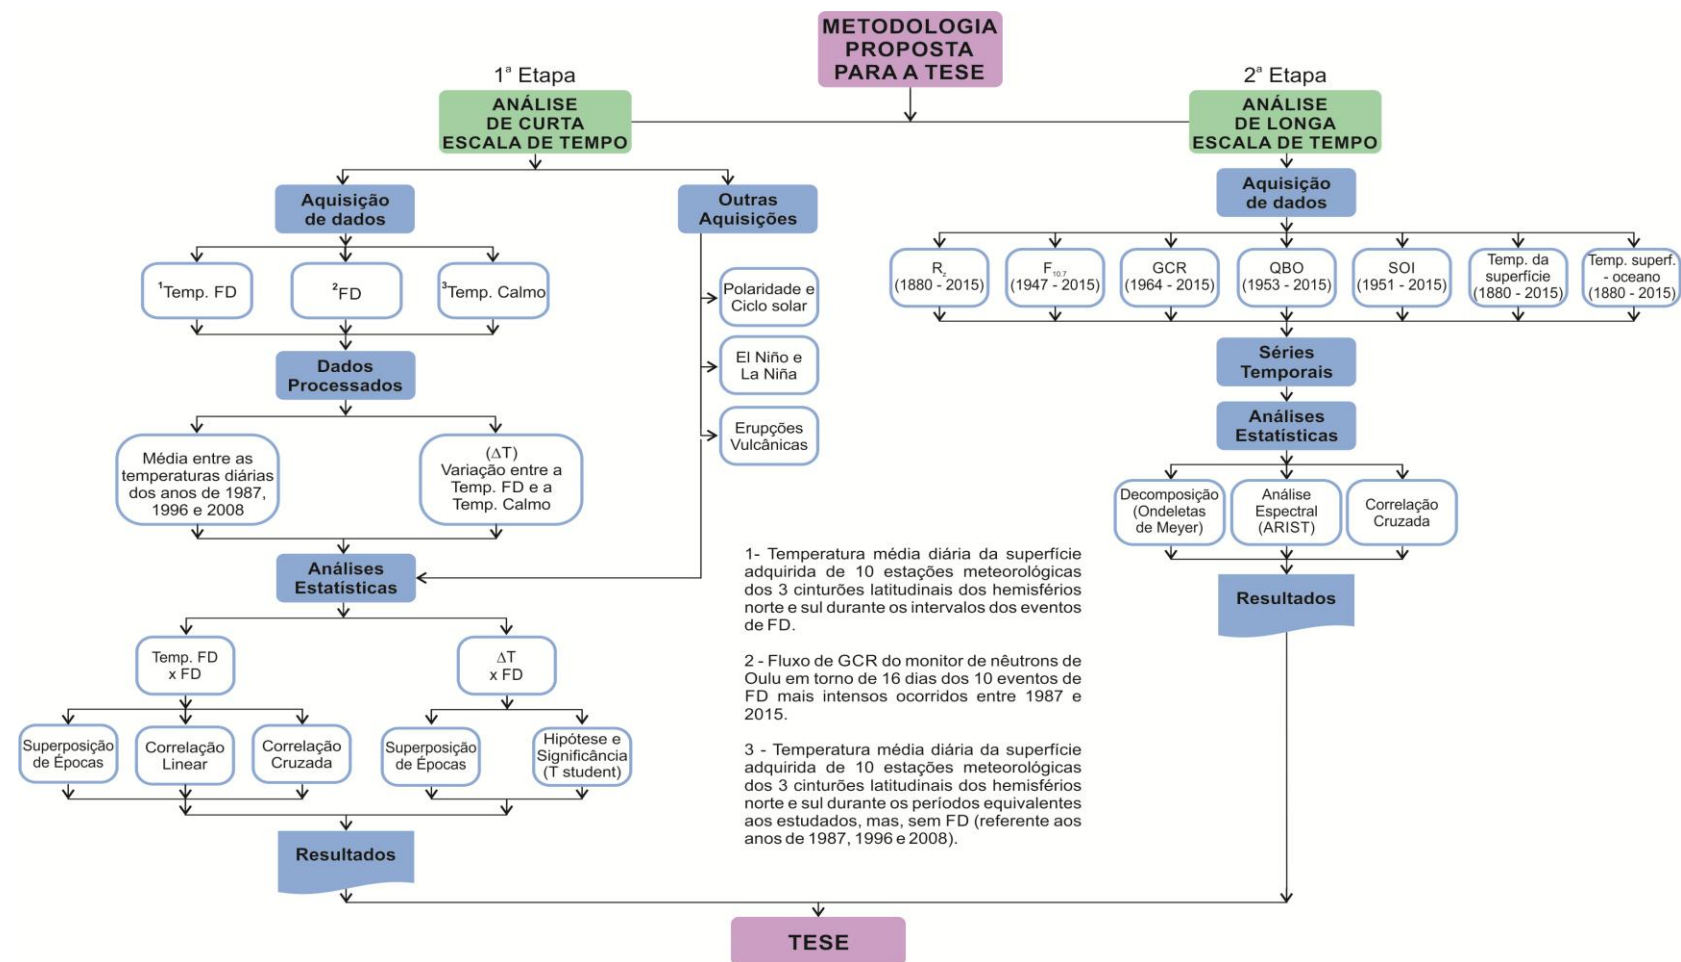 METODOLOGIA
PROPOSTA
PARA A TESE
1ª Etapa
ANÁLISE
DE CURTA
ESCALA DE TEMPO
Aquisição
de dados
Outras
Aquisições
¹Temp. FD
²FD
³Temp. Calmo
Polaridade e
Ciclo solar
El Niño e
La Niña
Erupções
Vulcânicas
Dados
Processados
Média entre as
temperaturas diárias
dos anos de 1987,
1996 e 2008
(ΔT)
Variação entre a
Temp. FD e a
Temp. Calmo
Análises
Estatísticas
Temp. FD
x FD
ΔT
x FD
Superposição
de Épocas
Correlação
Linear
Correlação
Cruzada
Superposição
de Épocas
Hipótese e
Significância
(T student)
Resultados
2ª Etapa
ANÁLISE
DE LONGA
ESCALA DE TEMPO
Aquisição
de dados
Rz
(1880 - 2015)
F10.7
(1947 - 2015)
GCR
(1964 - 2015)
QBO
(1953 - 2015)
SOI
(1951 - 2015)
Temp. da
superfície
(1880 - 2015)
Temp. superf.
- oceano
(1880 - 2015)
Séries
Temporais
Análises
Estatísticas
Decomposição
(Ondeletas
de Meyer)
Análise
Espectral
(ARIST)
Correlação
Cruzada
Resultados
1- Temperatura média diária da superfície
adquirida de 10 estações meteorológicas
dos 3 cinturões latitudinais dos hemisférios
norte e sul durante os intervalos dos eventos
de FD.
2 - Fluxo de GCR do monitor de nêutrons de
Oulu em torno de 16 dias dos 10 eventos de
FD mais intensos ocorridos entre 1987 e
2015.
3 - Temperatura média diária da superfície
adquirida de 10 estações meteorológicas
dos 3 cinturões latitudinais dos hemisférios
norte e sul durante os períodos equivalentes
aos estudados, mas, sem FD (referente aos
anos de 1987, 1996 e 2008).
TESE